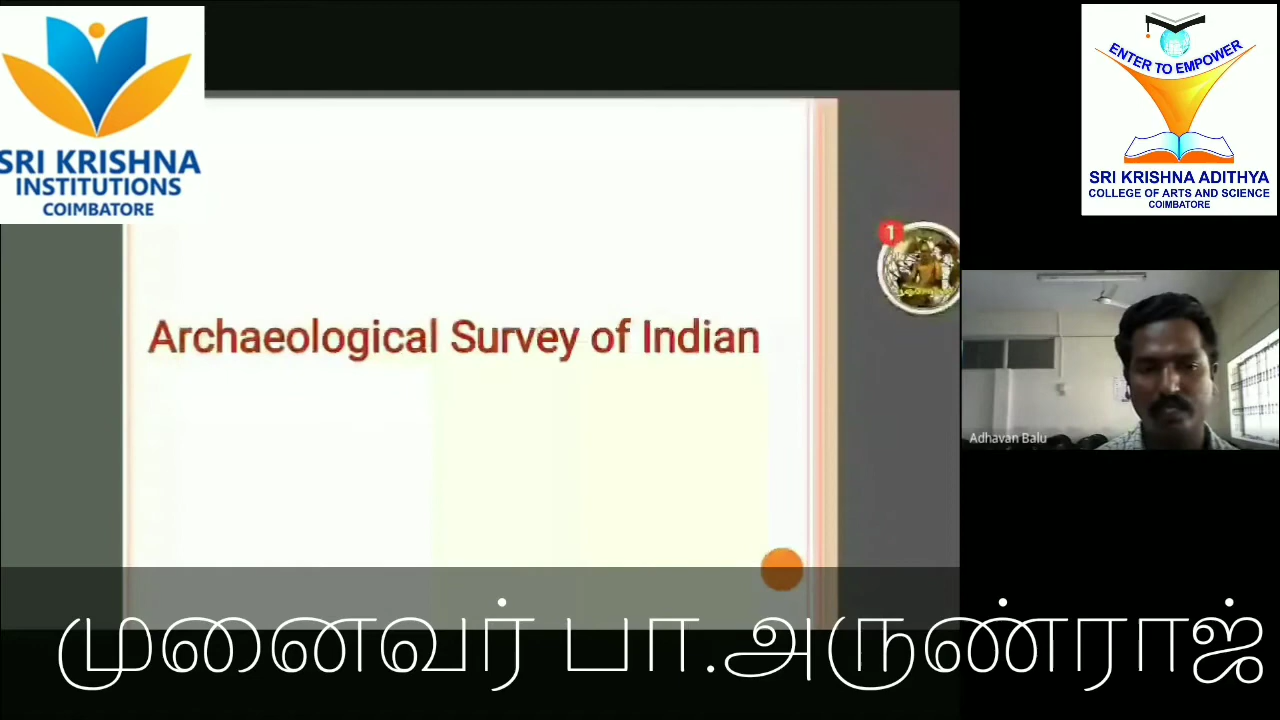 SRI KRISHNA
INSTITUTIONS
COIMBATORE
ENTER TO EMPOWER
SRI KRISHNA ADITHYA
COLLEGE OF ARTS AND SCIENCE
COIMBATORE
1
Archaeological Survey of Indian
Adhavan Balu
முனைவர் பா.அருண்ராஜ்